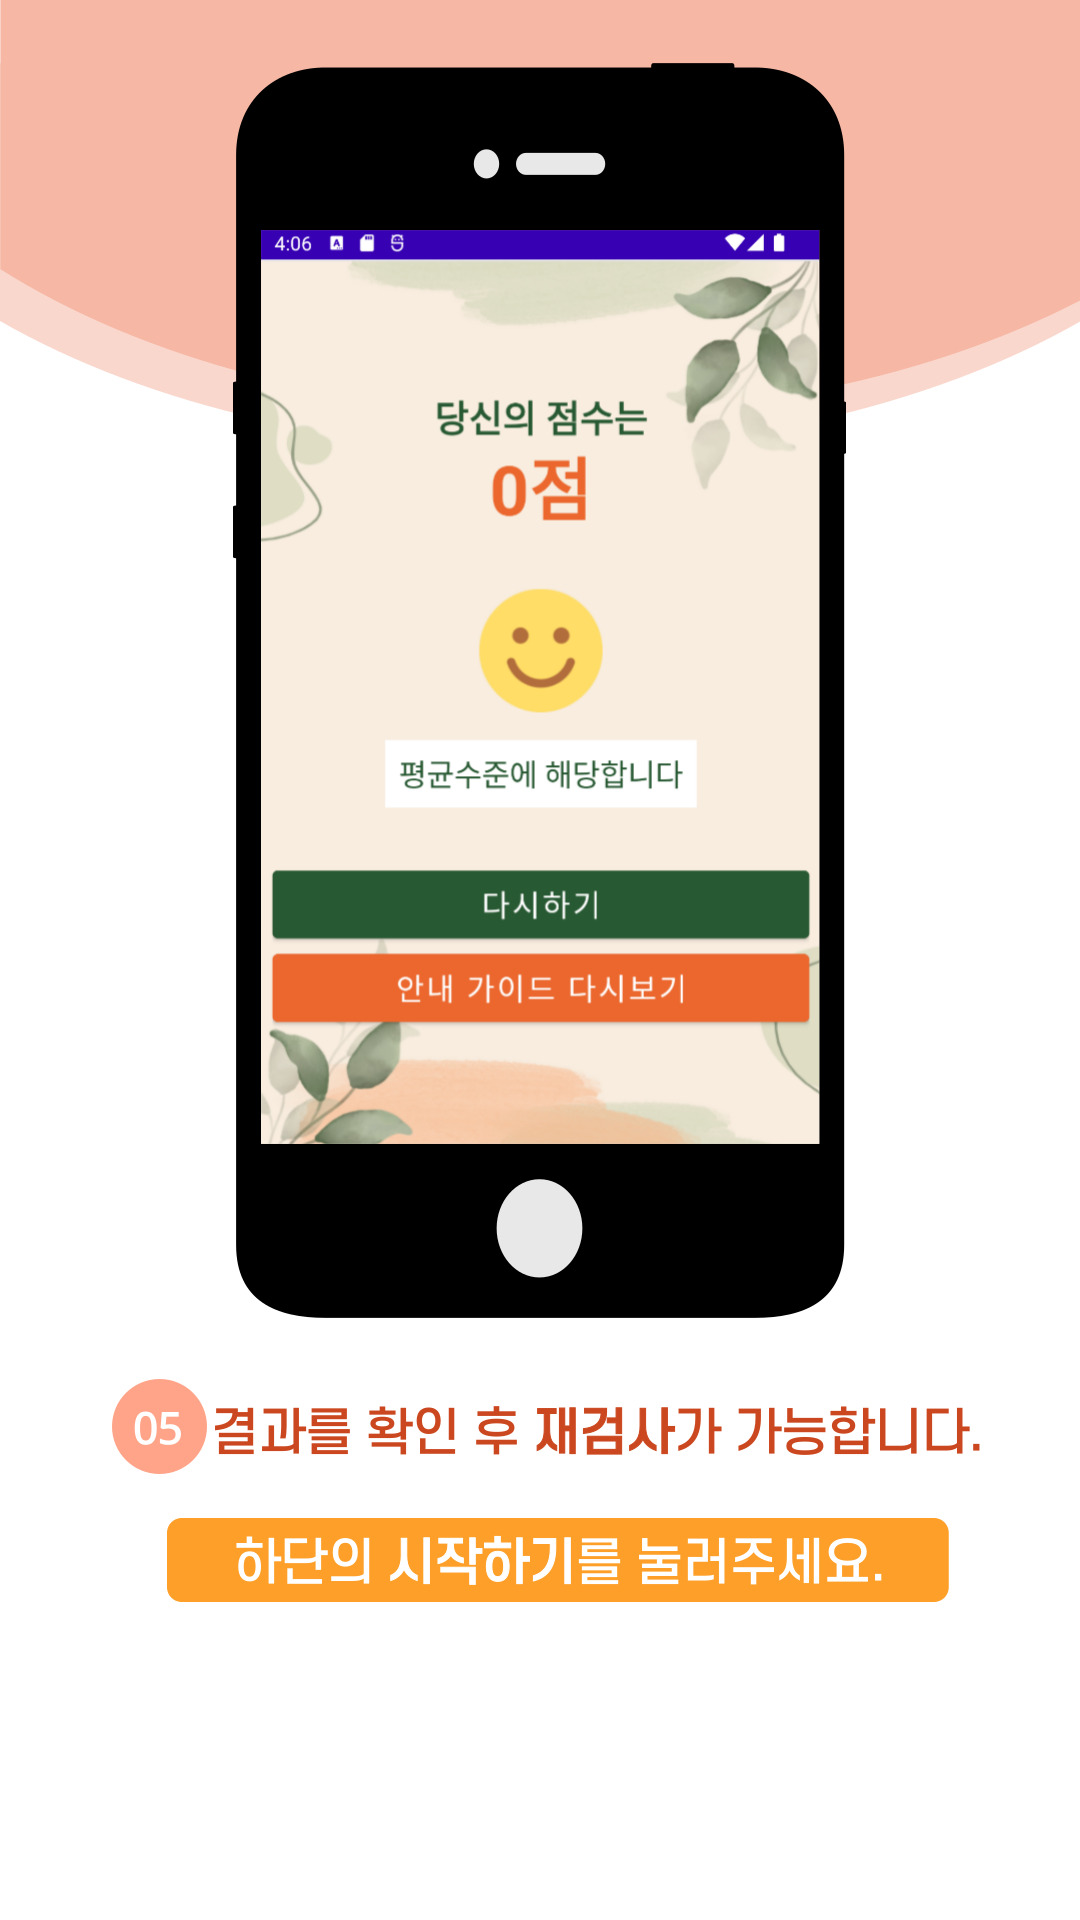 4:06
당신의 점수는
0점
평균수준에 해당합니다
다시하기
안내 가이드 다시보기
05 결과를 확인 후 재검사가 가능합니다.
하단의 시작하기를 눌러주세요.